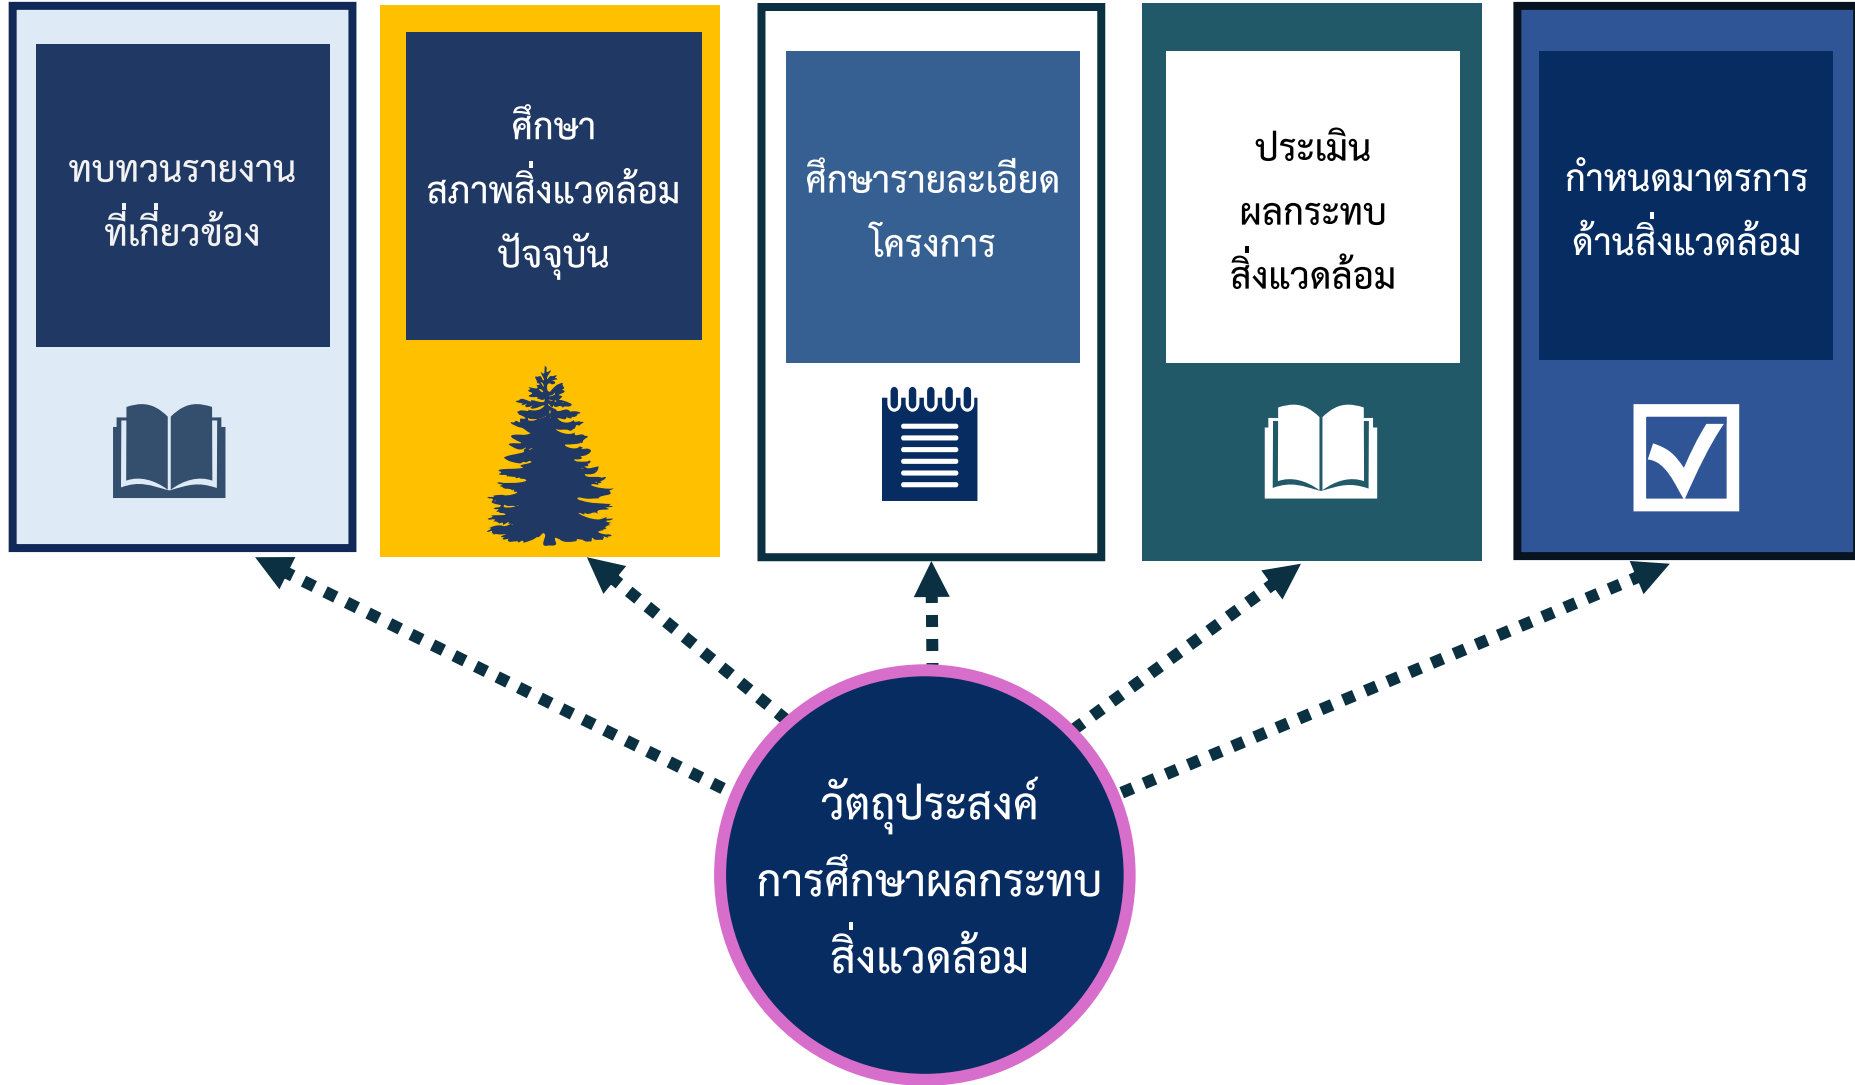 ทบทวนรายงาน
ที่เกี่ยวข้อง
ศึกษา
สภาพสิ่งแวดล้อม
ปัจจุบัน
ศึกษารายละเอียด
โครงการ
ประเมิน
ผลกระทบ
สิ่งแวดล้อม
กำหนดมาตรการ
ด้านสิ่งแวดล้อม
วัตถุประสงค์
การศึกษาผลกระทบ
สิ่งแวดล้อม